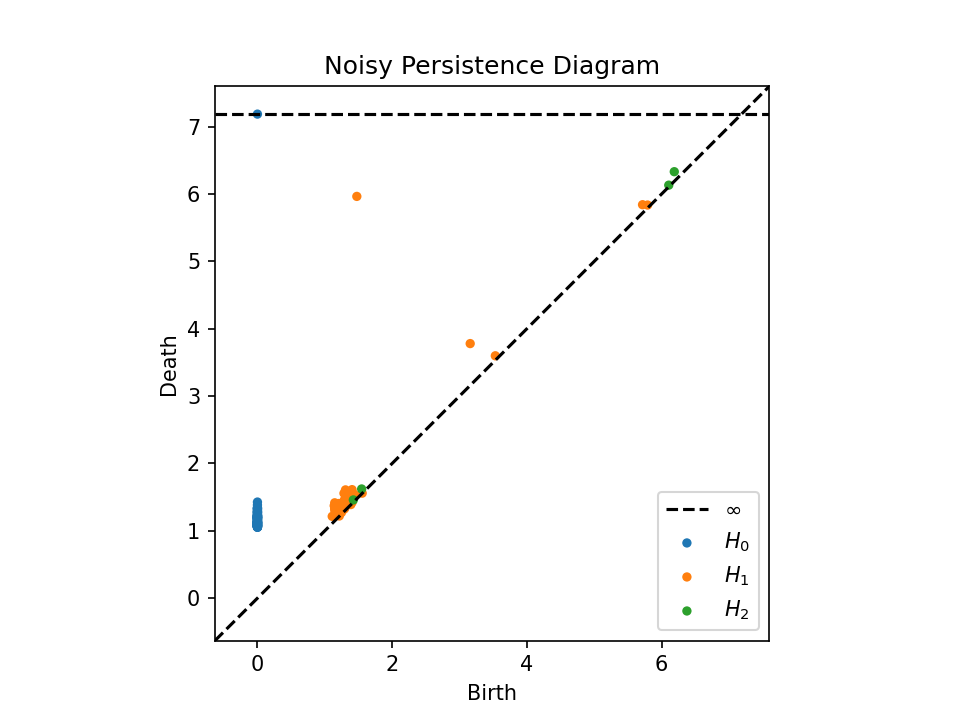 Noisy Persistence Diagram
Death
7
6
5
4
3
2
1
0
0 2 4 6
Birth
∞
H₀
H₁
H₂